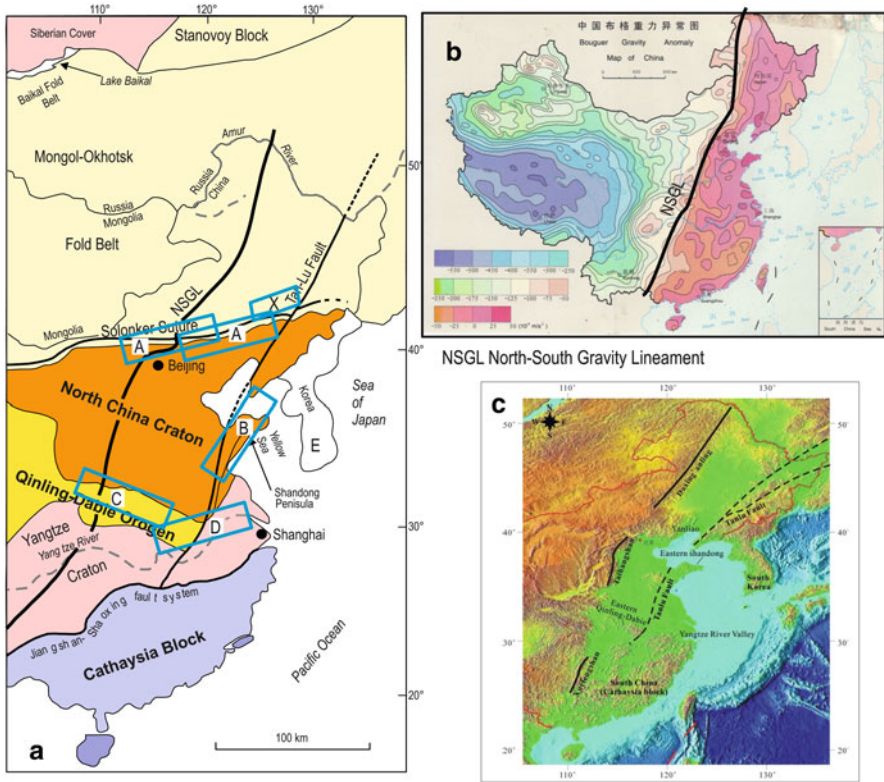 110°
120°
130°
Siberian Cover
Stanovoy Block
Lake Baikal
Baikal Fold
Belt
Amur
River
Mongol-Okhotsk
Russia
China
50°
Russia
Mongolia
Fold Belt
Tan-Lu Fault
NSGL
X
Mongolia
Solonker Suture
A
A
40°
Beijing
North China Craton
Korea
Sea
of
Japan
B
Yellow
Sea
E
C
Shandong
Penisula
Qinling-Dabie Orogen
D
Yangtze
Yang tze River
30°
Shanghai
Craton
Jiang shan-Sha oxing fault system
Cathaysia Block
Pacific Ocean
20°
100 km
a
b
中国布格重力异常图
Bouguer Gravity Anomaly
Map of China
NSGL
NSGL North-South Gravity Lineament
c
110°
120°
130°
N
W
E
S
50°
50°
Daxing'anling
Tanlu Fault
40°
40°
Yanliao
Taihangshan
Eastern shandong
South
Korea
Eastern
Qinling-Dabie
Tanlu Fault
30°
30°
Yangtze River Valley
Xuefengshan
South China
(Cathaysia block)
20°
20°
110°
120°
130°